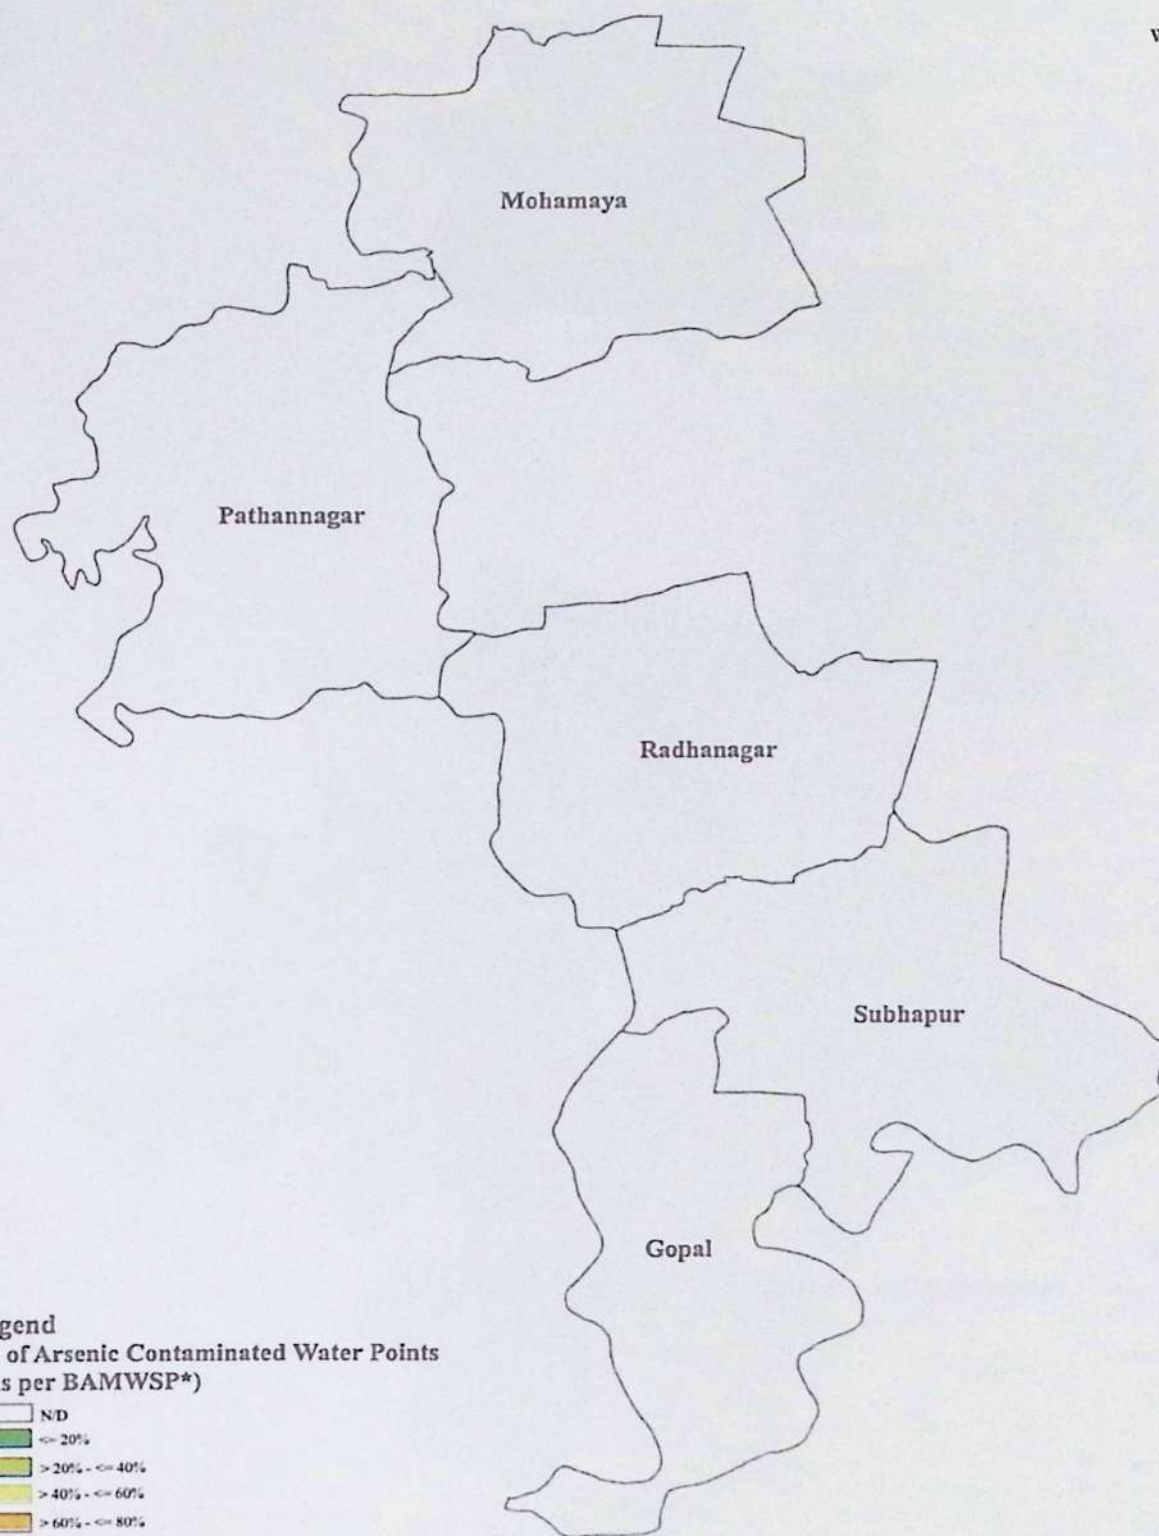 W
Mohamaya
Pathannagar
Radhanagar
Subhapur
Gopal
gend
of Arsenic Contaminated Water Points
s per BAMWSP*)
N/D
<= 20%
> 20% - <= 40%
> 40% - <= 60%
> 60% - <= 80%